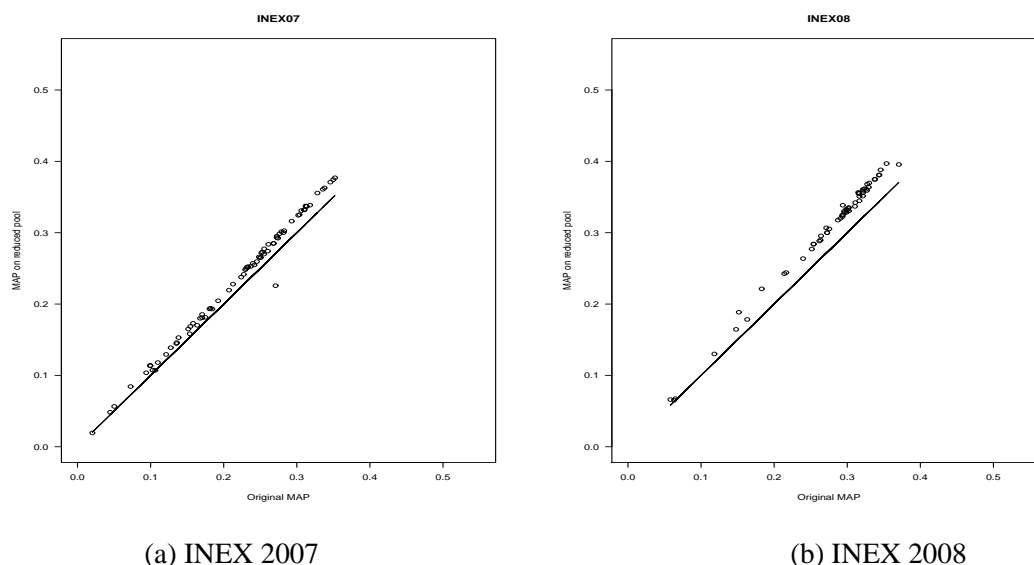 INEX07
MAP on reduced pool
0.5
0.4
0.3
0.2
0.1
0.0
0.0 0.1 0.2 0.3 0.4 0.5
Original MAP
(a) INEX 2007
INEX08
MAP on reduced pool
0.5
0.4
0.3
0.2
0.1
0.0
0.0 0.1 0.2 0.3 0.4 0.5
Original MAP
(b) INEX 2008